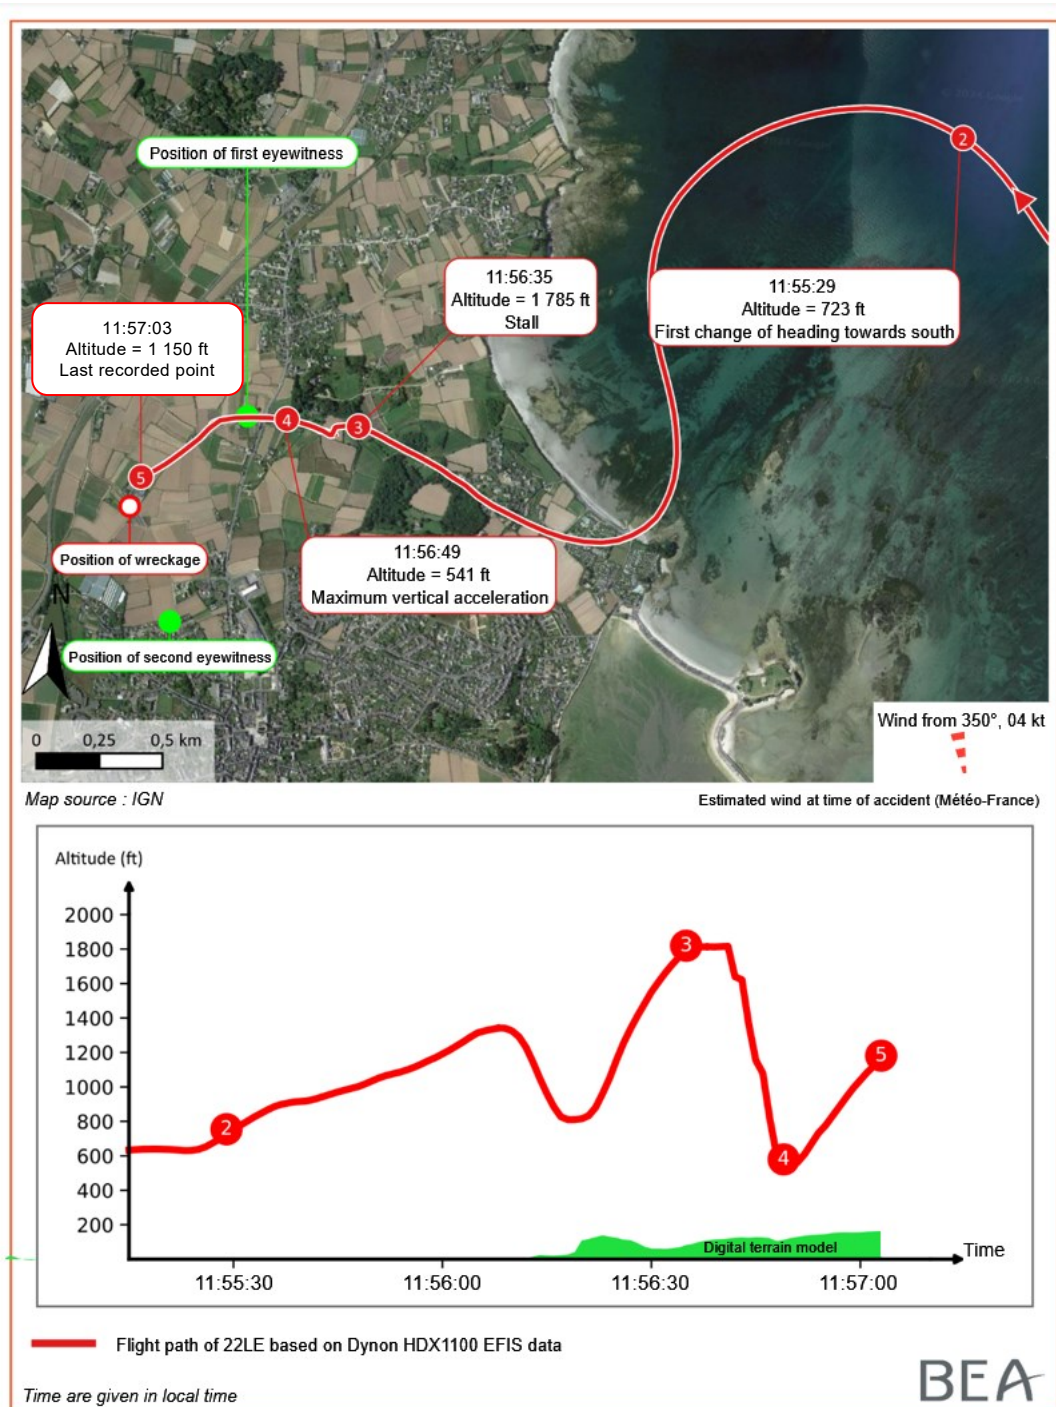 © 2021 Google
Position of first eyewitness
2
11:56:35
Altitude = 1 785 ft
Stall
11:55:29
Altitude = 723 ft
First change of heading towards south
11:57:03
Altitude = 1 150 ft
Last recorded point
4
3
5
Position of wreckage
11:56:49
Altitude = 541 ft
Maximum vertical acceleration
N
Position of second eyewitness
0 0,25 0,5 km
Wind from 350°, 04 kt
Map source : IGN
Estimated wind at time of accident (Météo-France)
Altitude (ft)
2000
1800
1600
1400
1200
1000
800
600
400
200
2
3
4
5
Digital terrain model
Time
11:55:30 11:56:00 11:56:30 11:57:00
Flight path of 22LE based on Dynon HDX1100 EFIS data
BEA
Time are given in local time